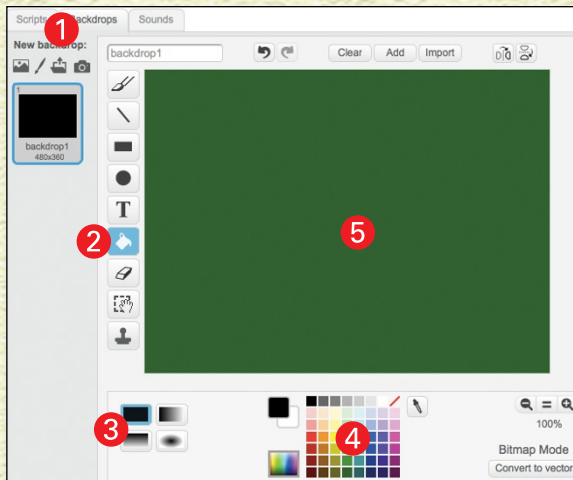 Scripts Backdrops Sounds
1
New backdrop:
backdrop1
Clear Add Import
1
backdrop1
480x360
T
2
5
3
4
100%
Bitmap Mode
Convert to vector